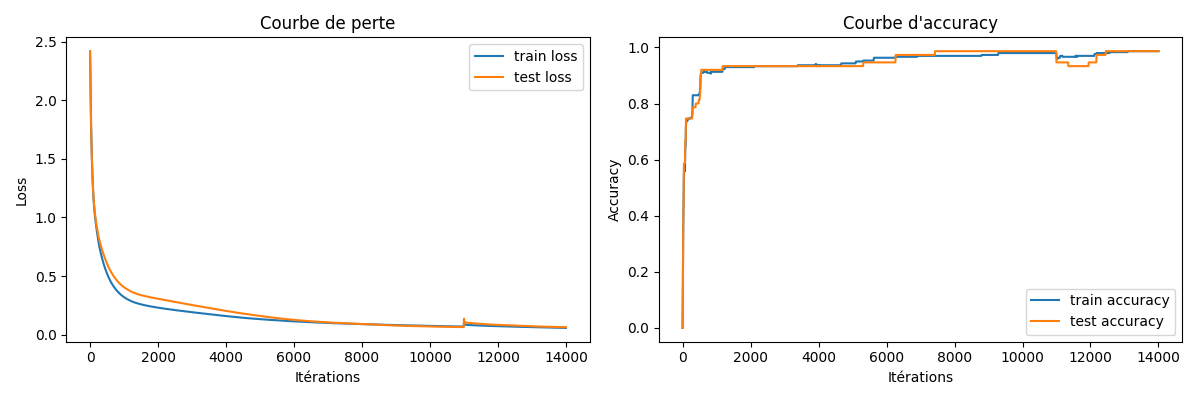 Courbe de perte
2.5
2.0
1.5
1.0
0.5
0.0
Loss
train loss
test loss
0 2000 4000 6000 8000 10000 12000 14000
Itérations
Courbe d'accuracy
1.0
0.8
0.6
0.4
0.2
0.0
Accuracy
train accuracy
test accuracy
0 2000 4000 6000 8000 10000 12000 14000
Itérations